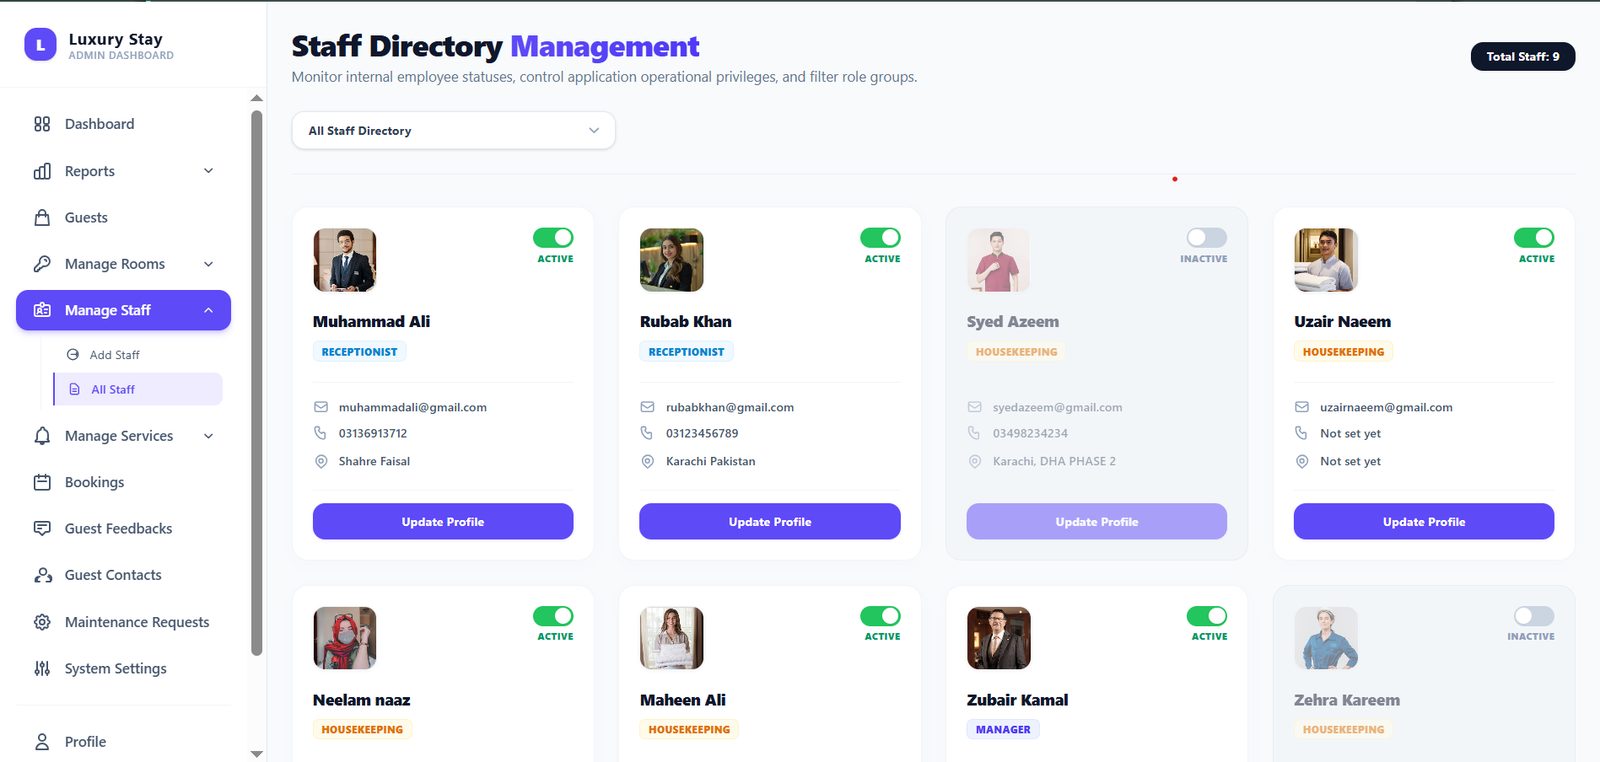 L
Luxury Stay
ADMIN DASHBOARD
Dashboard
Reports
Guests
Manage Rooms
Manage Staff
Add Staff
All Staff
Manage Services
Bookings
Guest Feedbacks
Guest Contacts
Maintenance Requests
System Settings
Profile
Staff Directory Management
Monitor internal employee statuses, control application operational privileges, and filter role groups.
Total Staff: 9
All Staff Directory
ACTIVE
Muhammad Ali
RECEPTIONIST
muhammadali@gmail.com
03136913712
Shahre Faisal
Update Profile
ACTIVE
Rubab Khan
RECEPTIONIST
rubabkhan@gmail.com
03123456789
Karachi Pakistan
Update Profile
INACTIVE
Syed Azeem
HOUSEKEEPING
syedazeem@gmail.com
03498234234
Karachi, DHA PHASE 2
Update Profile
ACTIVE
Uzair Naeem
HOUSEKEEPING
uzairnaeem@gmail.com
Not set yet
Not set yet
Update Profile
ACTIVE
Neelam naaz
HOUSEKEEPING
ACTIVE
Maheen Ali
HOUSEKEEPING
ACTIVE
Zubair Kamal
MANAGER
INACTIVE
Zehra Kareem
HOUSEKEEPING